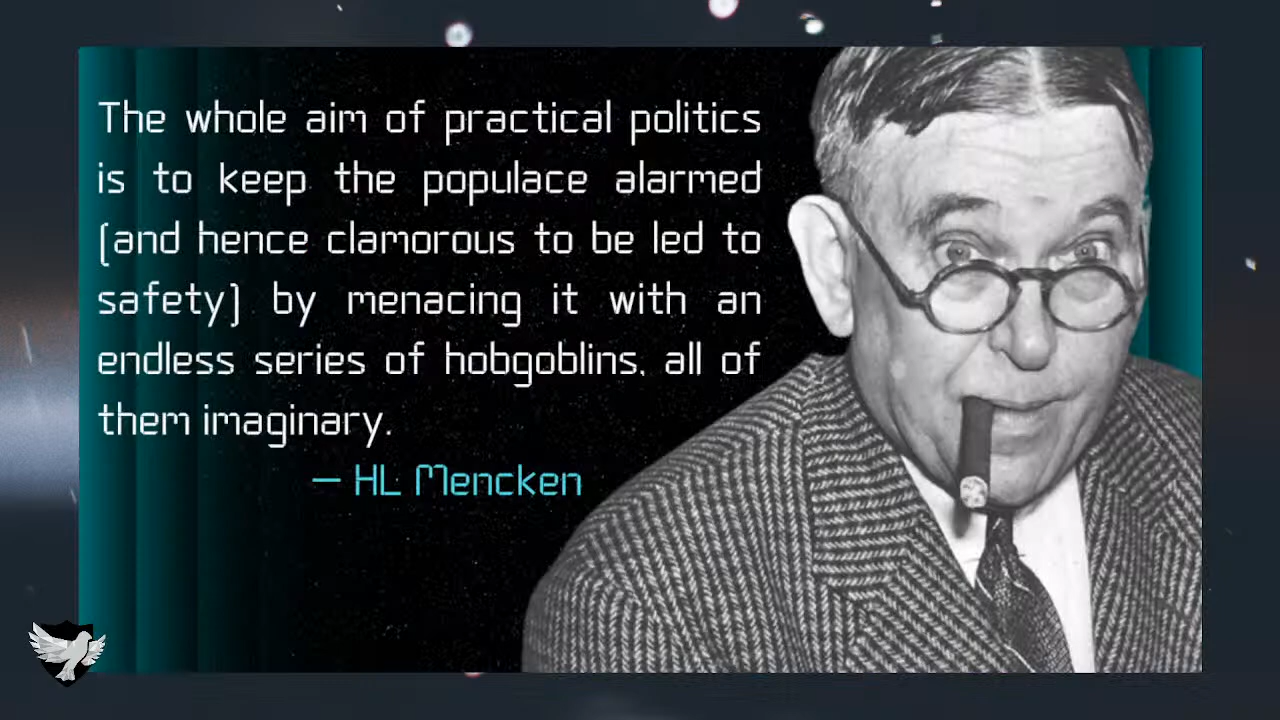 The whole aim of practical politics
is to keep the populace alarmed
(and hence clamorous to be led to
safety) by menacing it with an
endless series of hobgoblins, all of
them imaginary.
— HL Mencken